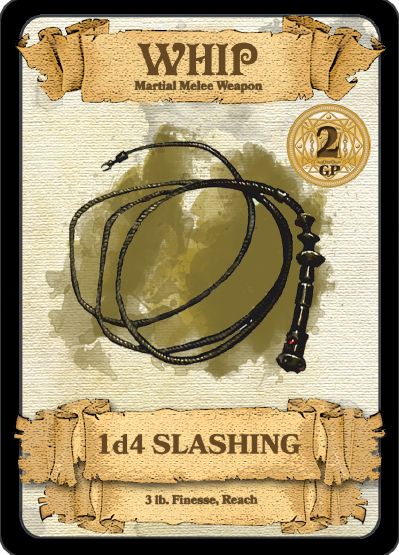 WHIP
Martial Melee Weapon
2
GP
1d4 SLASHING
3 lb. Finesse, Reach